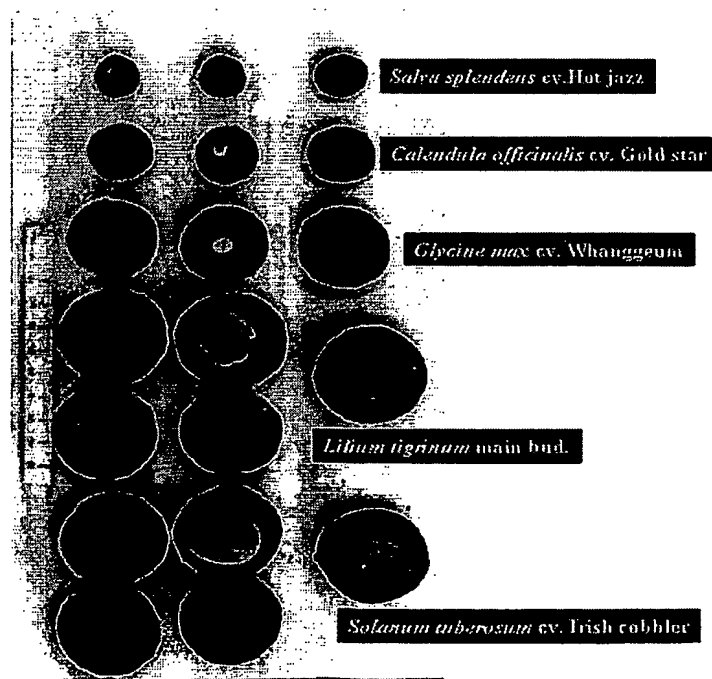 Salva splendens cv.Hot jazz
Calendula officinalis cv. Gold star
Glycine max cv. Whanggeum
Lilium tigrinum main bud.
Solanum tuberosum cv. Irish cobbler